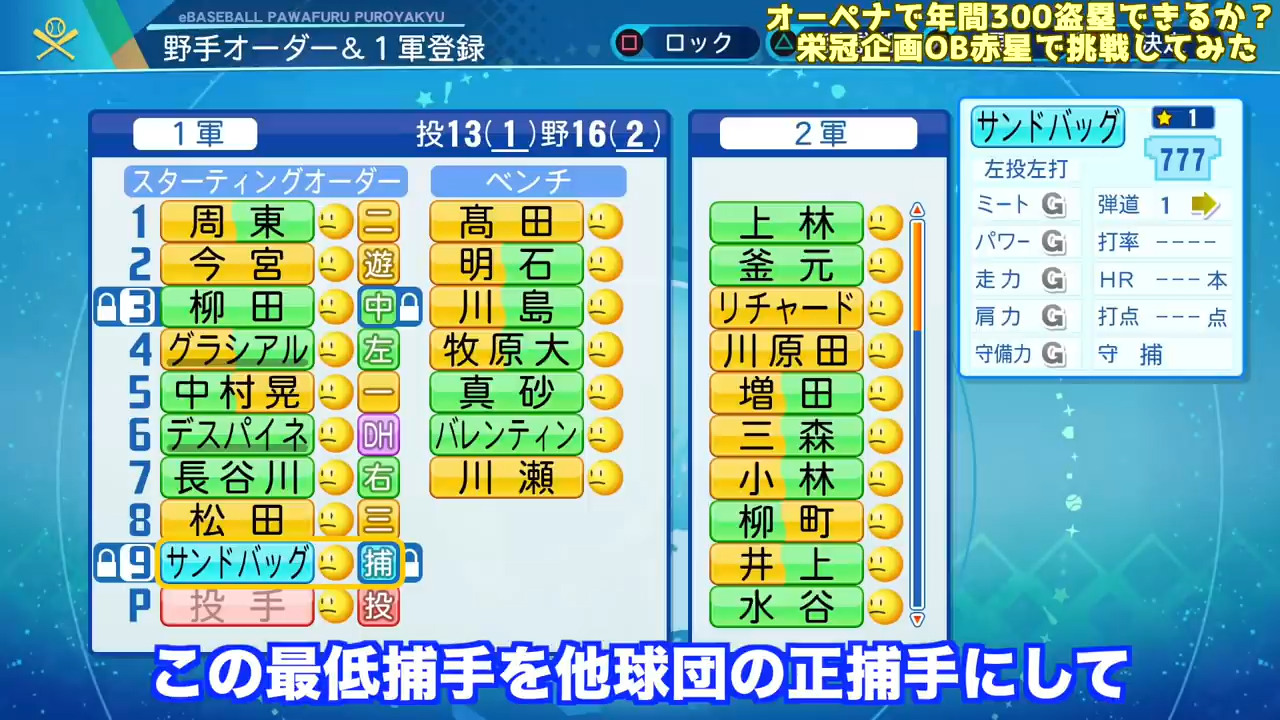 eBASEBALL PAWAFURU PUROYAKYU
野手オーダー＆1軍登録
ロック
オーペナで年間300盗塁できるか？
栄冠企画OB赤星で挑戦してみた
1軍
投13(1)野16(2)
スターティングオーダー
ベンチ
1 周東 二
2 今宮 遊
3 柳田 中
4 グラシアル 左
5 中村晃 一
6 デスパイネ DH
7 長谷川 右
8 松田 三
9 サンドバッグ 捕
P 投手 投
髙田
明石
川島
牧原大
真砂
バレンティン
川瀬
2軍
上林
釜元
リチャード
川原田
増田
三森
小林
柳町
井上
水谷
サンドバッグ
1
777
左投左打
ミート G
パワー G
走力 G
肩力 G
守備力 G
弾道 1
打率 ----
HR ---本
打点 ---点
守 捕
この最低捕手を他球団の正捕手にして